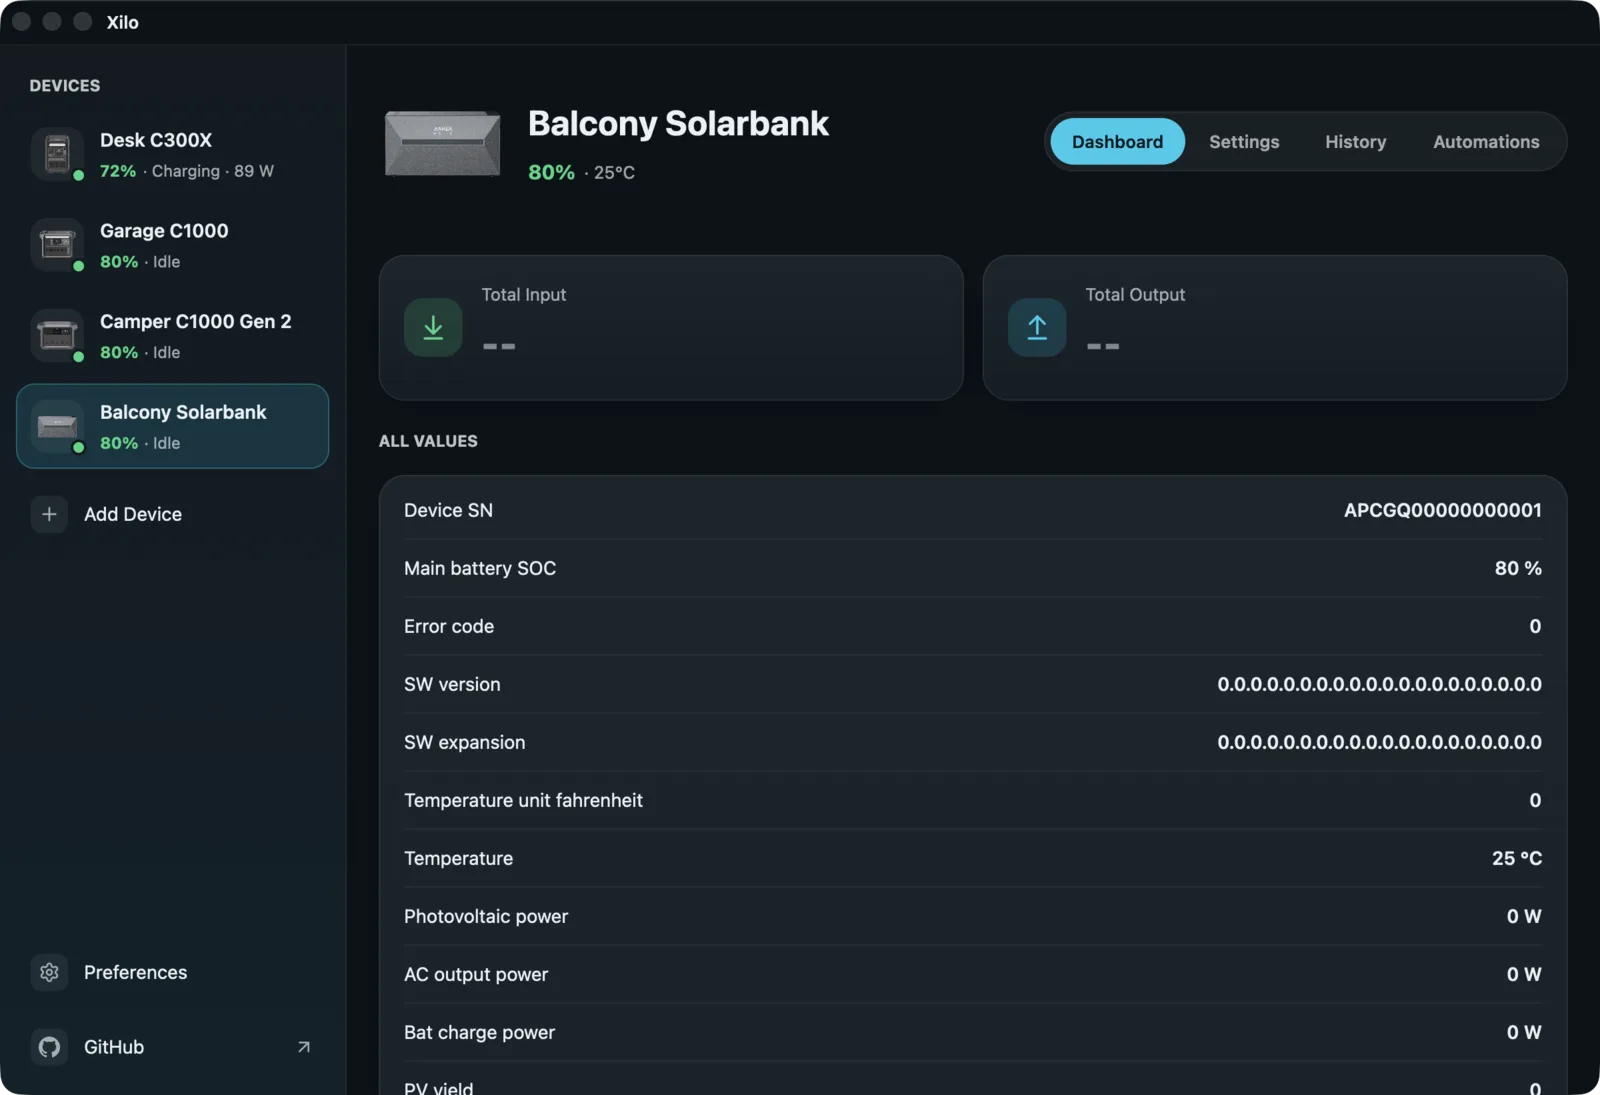 Xilo
DEVICES
Desk C300X
72% · Charging · 89 W
Garage C1000
80% · Idle
Camper C1000 Gen 2
80% · Idle
Balcony Solarbank
80% · Idle
Add Device
Preferences
GitHub
ANKER
Balcony Solarbank
80% · 25°C
Dashboard
Settings
History
Automations
Total Input
--
Total Output
--
ALL VALUES
Device SN
APCGQ00000000001
Main battery SOC
80 %
Error code
0
SW version
0.0.0.0.0.0.0.0.0.0.0.0.0.0.0.0.0.0.0.0
SW expansion
0.0.0.0.0.0.0.0.0.0.0.0.0.0.0.0.0.0.0.0
Temperature unit fahrenheit
0
Temperature
25 °C
Photovoltaic power
0 W
AC output power
0 W
Bat charge power
0 W
PV yield
0